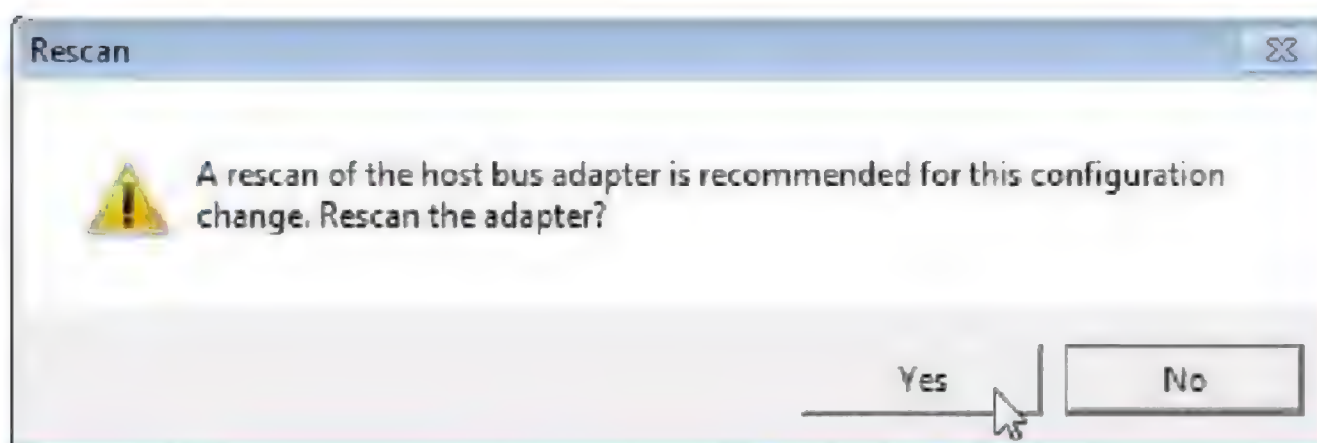 Rescan
A rescan of the host bus adapter is recommended for this configuration
change. Rescan the adapter?
Yes
No